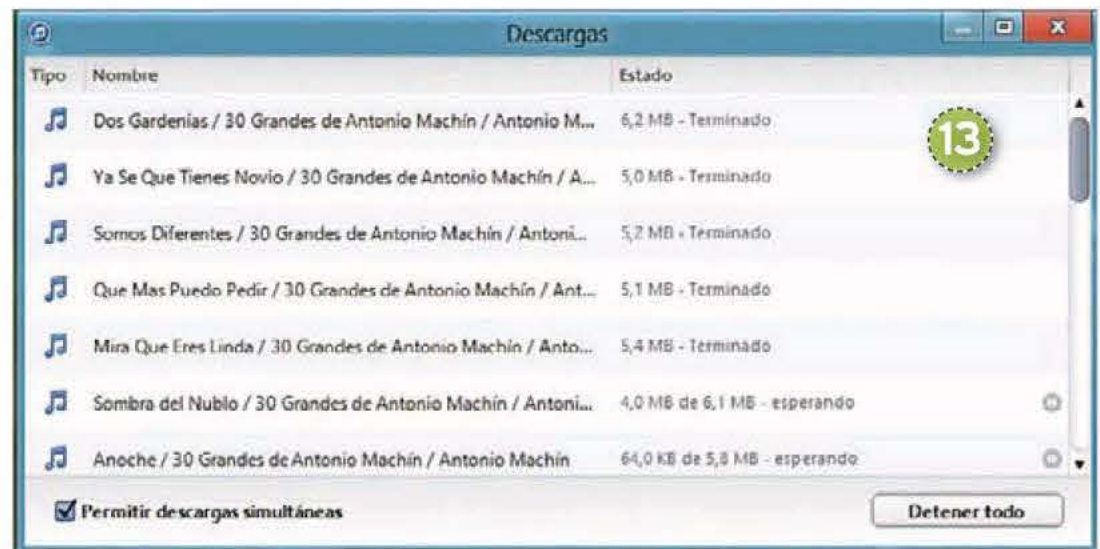 Descargas
Tipo Nombre Estado
Dos Gardenias / 30 Grandes de Antonio Machín / Antonio M... 6,2 MB - Terminado
13
Ya Se Que Tienes Novio / 30 Grandes de Antonio Machín / A... 5,0 MB - Terminado
Somos Diferentes / 30 Grandes de Antonio Machín / Antoni... 5,2 MB - Terminado
Que Mas Puedo Pedir / 30 Grandes de Antonio Machín / Ant... 5,1 MB - Terminado
Mira Que Eres Linda / 30 Grandes de Antonio Machín / Anto... 5,4 MB - Terminado
Sombra del Nublo / 30 Grandes de Antonio Machín / Antoni... 4,0 MB de 6,1 MB - esperando
Anoche / 30 Grandes de Antonio Machín / Antonio Machín 64,0 KB de 5,8 MB - esperando
Permitir descargas simultáneas Detener todo